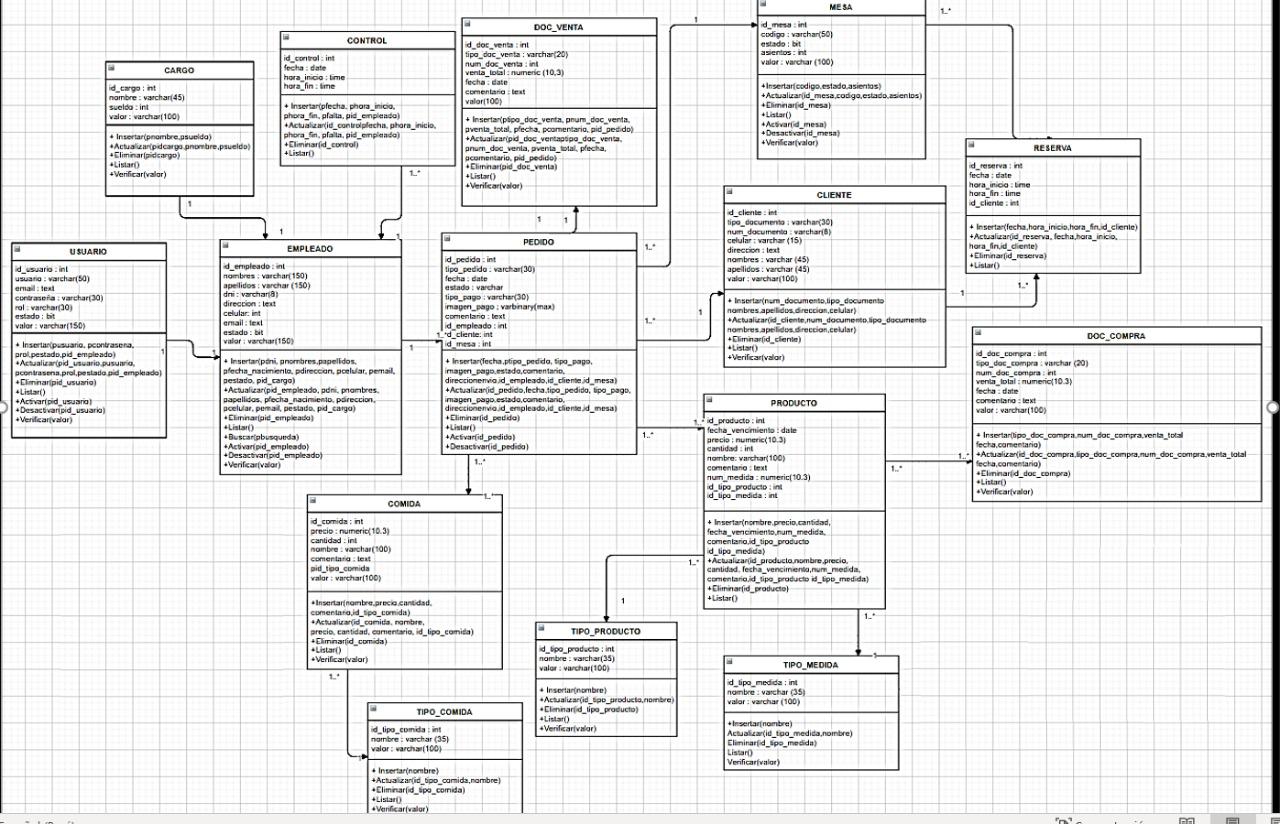 MESA
id_mesa : int
codigo : varchar(50)
estado : bit
asientos : int
valor : varchar (100)
+Insertar(codigo,estado,asientos)
+Actualizar(id_mesa,codigo,estado,asientos)
+Eliminar(id_mesa)
+Listar()
+Activar(id_mesa)
+Desactivar(id_mesa)
+Verificar(valor)
1
1..*
DOC_VENTA
id_doc_venta : int
tipo_doc_venta : varchar(20)
num_doc_venta : int
venta_total : numeric (10,3)
fecha : date
comentario : text
valor(100)
+ Insertar(ptipo_doc_venta, pnum_doc_venta,
pventa_total, pfecha, pcomentario, pid_pedido)
+Actualizar(pid_doc_ventaptipo_doc_venta,
pnum_doc_venta, pventa_total, pfecha,
pcomentario, pid_pedido)
+Eliminar(pid_doc_venta)
+Listar()
+Verificar(valor)
1
1
CONTROL
id_control : int
fecha : date
hora_inicio : time
hora_fin : time
+ Insertar(pfecha, phora_inicio,
phora_fin, pfalta, pid_empleado)
+Actualizar(id_controlpfecha, phora_inicio,
phora_fin, pfalta, pid_empleado)
+Eliminar(id_control)
+Listar()
1..*
1
CARGO
id_cargo : int
nombre : varchar(45)
sueldo : int
valor : varchar(100)
+ Insertar(pnombre,psueldo)
+Actualizar(pidcargo,pnombre,psueldo)
+Eliminar(pidcargo)
+Listar()
+Verificar(valor)
1
1
RESERVA
id_reserva : int
fecha : date
hora_inicio : time
hora_fin : time
id_cliente : int
+ Insertar(fecha,hora_inicio,hora_fin,id_cliente)
+Actualizar(id_reserva, fecha,hora_inicio,
hora_fin,id_cliente)
+Eliminar(id_reserva)
+Listar()
1..*
CLIENTE
id_cliente : int
tipo_documento : varchar(30)
num_documento : varchar(8)
celular : varchar (15)
direccion : text
nombres : varchar (45)
apellidos : varchar (45)
valor : varchar(100)
+ Insertar(num_documento,tipo_documento
nombres,apellidos,direccion,celular)
+Actualizar(id_cliente,num_documento,tipo_documento
nombres,apellidos,direccion,celular)
+Eliminar(id_cliente)
+Listar()
+Verificar(valor)
1
1
USUARIO
id_usuario : int
usuario : varchar(50)
email : text
contraseña : varchar(30)
rol : varchar(30)
estado : bit
valor : varchar(150)
+Insertar(pusuario, pcontrasena,
prol,pestado,pid_empleado)
+Actualizar(pid_usuario,pusuario,
pcontrasena,prol,pestado,pid_empleado)
+Eliminar(pid_usuario)
+Listar()
+Activar(pid_usuario)
+Desactivar(pid_usuario)
+Verificar(valor)
1
1
EMPLEADO
id_empleado : int
nombres : varchar(150)
apellidos : varchar (150)
dni : varchar(8)
direccion : text
celular: int
email : text
estado : bit
valor : varchar(150)
+ Insertar(pdni, pnombres,papellidos,
pfecha_nacimiento, pdireccion, pcelular, pemail,
pestado, pid_cargo)
+Actualizar(pid_empleado, pdni, pnombres,
papellidos, pfecha_nacimiento, pdireccion,
pcelular, pemail, pestado, pid_cargo)
+Eliminar(pid_empleado)
+Listar()
+Buscar(pbusqueda)
+Activar(pid_empleado)
+Desactivar(pid_empleado)
+Verificar(valor)
1
PEDIDO
id_pedido : int
tipo_pedido : varchar(30)
fecha : date
estado : varchar
tipo_pago : varchar(30)
imagen_pago : varbinary(max)
comentario : text
id_empleado : int
id_cliente: int
id_mesa : int
+Insertar(fecha,ptipo_pedido, tipo_pago,
imagen_pago,estado,comentario,
direccionenvio,id_empleado,id_cliente,id_mesa)
+Actualizar(id_pedido,fecha,tipo_pedido, tipo_pago,
imagen_pago,estado,comentario,
direccionenvio,id_empleado,id_cliente,id_mesa)
+Eliminar(id_pedido)
+Listar()
+Activar(id_pedido)
+Desactivar(id_pedido)
1..*
1..*
1..*
1..*
DOC_COMPRA
id_doc_compra : int
tipo_doc_compra : varchar (20)
num_doc_compra : int
venta_total : numeric(10.3)
fecha : date
comentario : text
valor : varchar(100)
+ Insertar(tipo_doc_compra,num_doc_compra,venta_total
fecha,comentario)
+Actualizar(id_doc_compra,tipo_doc_compra,num_doc_compra,venta_total
fecha,comentario)
+Eliminar(id_doc_compra)
+Listar()
+Verificar(valor)
1..*
PRODUCTO
id_producto : int
fecha_vencimiento : date
precio : numeric(10.3)
cantidad : int
nombre: varchar(100)
comentario : text
num_medida : numeric(10.3)
id_tipo_producto : int
id_tipo_medida : int
+ Insertar(nombre,precio,cantidad,
fecha_vencimiento,num_medida,
comentario,id_tipo_producto
id_tipo_medida)
+Actualizar(id_producto,nombre,precio,
cantidad, fecha_vencimiento,num_medida,
comentario,id_tipo_producto id_tipo_medida)
+Eliminar(id_producto)
+Listar()
1..*
1..*
1..*
1..*
COMIDA
id_comida : int
precio : numeric(10.3)
cantidad : int
nombre : varchar(100)
comentario : text
pid_tipo_comida
valor : varchar(100)
+Insertar(nombre,precio,cantidad,
comentario,id_tipo_comida)
+Actualizar(id_comida, nombre,
precio, cantidad, comentario, id_tipo_comida)
+Eliminar(id_comida)
+Listar()
+Verificar(valor)
1..*
1..*
TIPO_PRODUCTO
id_tipo_producto : int
nombre : varchar(35)
valor : varchar(100)
+ Insertar(nombre)
+Actualizar(id_tipo_producto,nombre)
+Eliminar(id_tipo_producto)
+Listar()
+Verificar(valor)
1
TIPO_MEDIDA
id_tipo_medida : int
nombre : varchar (35)
valor : varchar (100)
+Insertar(nombre)
Actualizar(id_tipo_medida,nombre)
Eliminar(id_tipo_medida)
Listar()
Verificar(valor)
1
TIPO_COMIDA
id_tipo_comida : int
nombre : varchar (35)
valor : varchar(100)
+ Insertar(nombre)
+Actualizar(id_tipo_comida,nombre)
+Eliminar(id_tipo_comida)
+Listar()
+Verificar(valor)
1